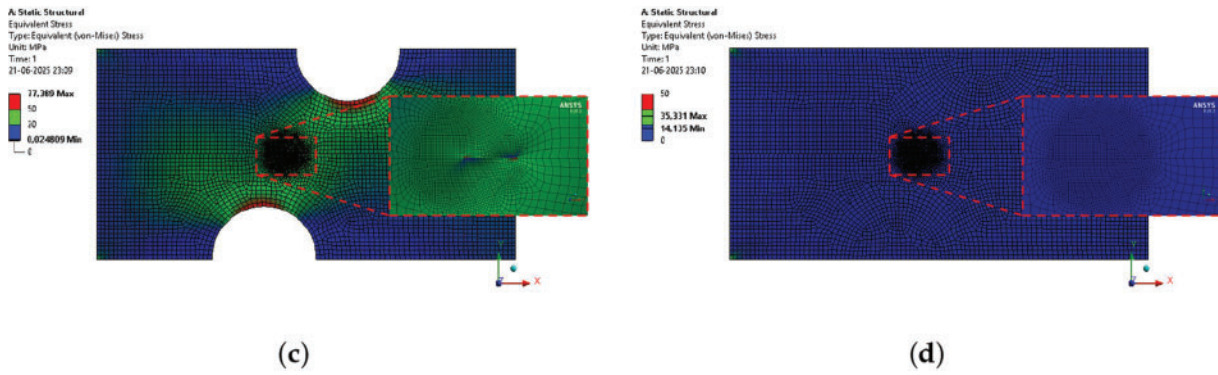 A: Static Structural
Equivalent Stress
Type: Equivalent (von-Mises) Stress
Unit: MPa
Time: 1
21-06-2025 23:09
77,389 Max
50
30
0,024809 Min
0
ANSYS
Y
Z
X
(c)
A: Static Structural
Equivalent Stress
Type: Equivalent (von-Mises) Stress
Unit: MPa
Time: 1
21-06-2025 23:10
50
35,331 Max
14,135 Min
0
ANSYS
Y
Z
X
(d)